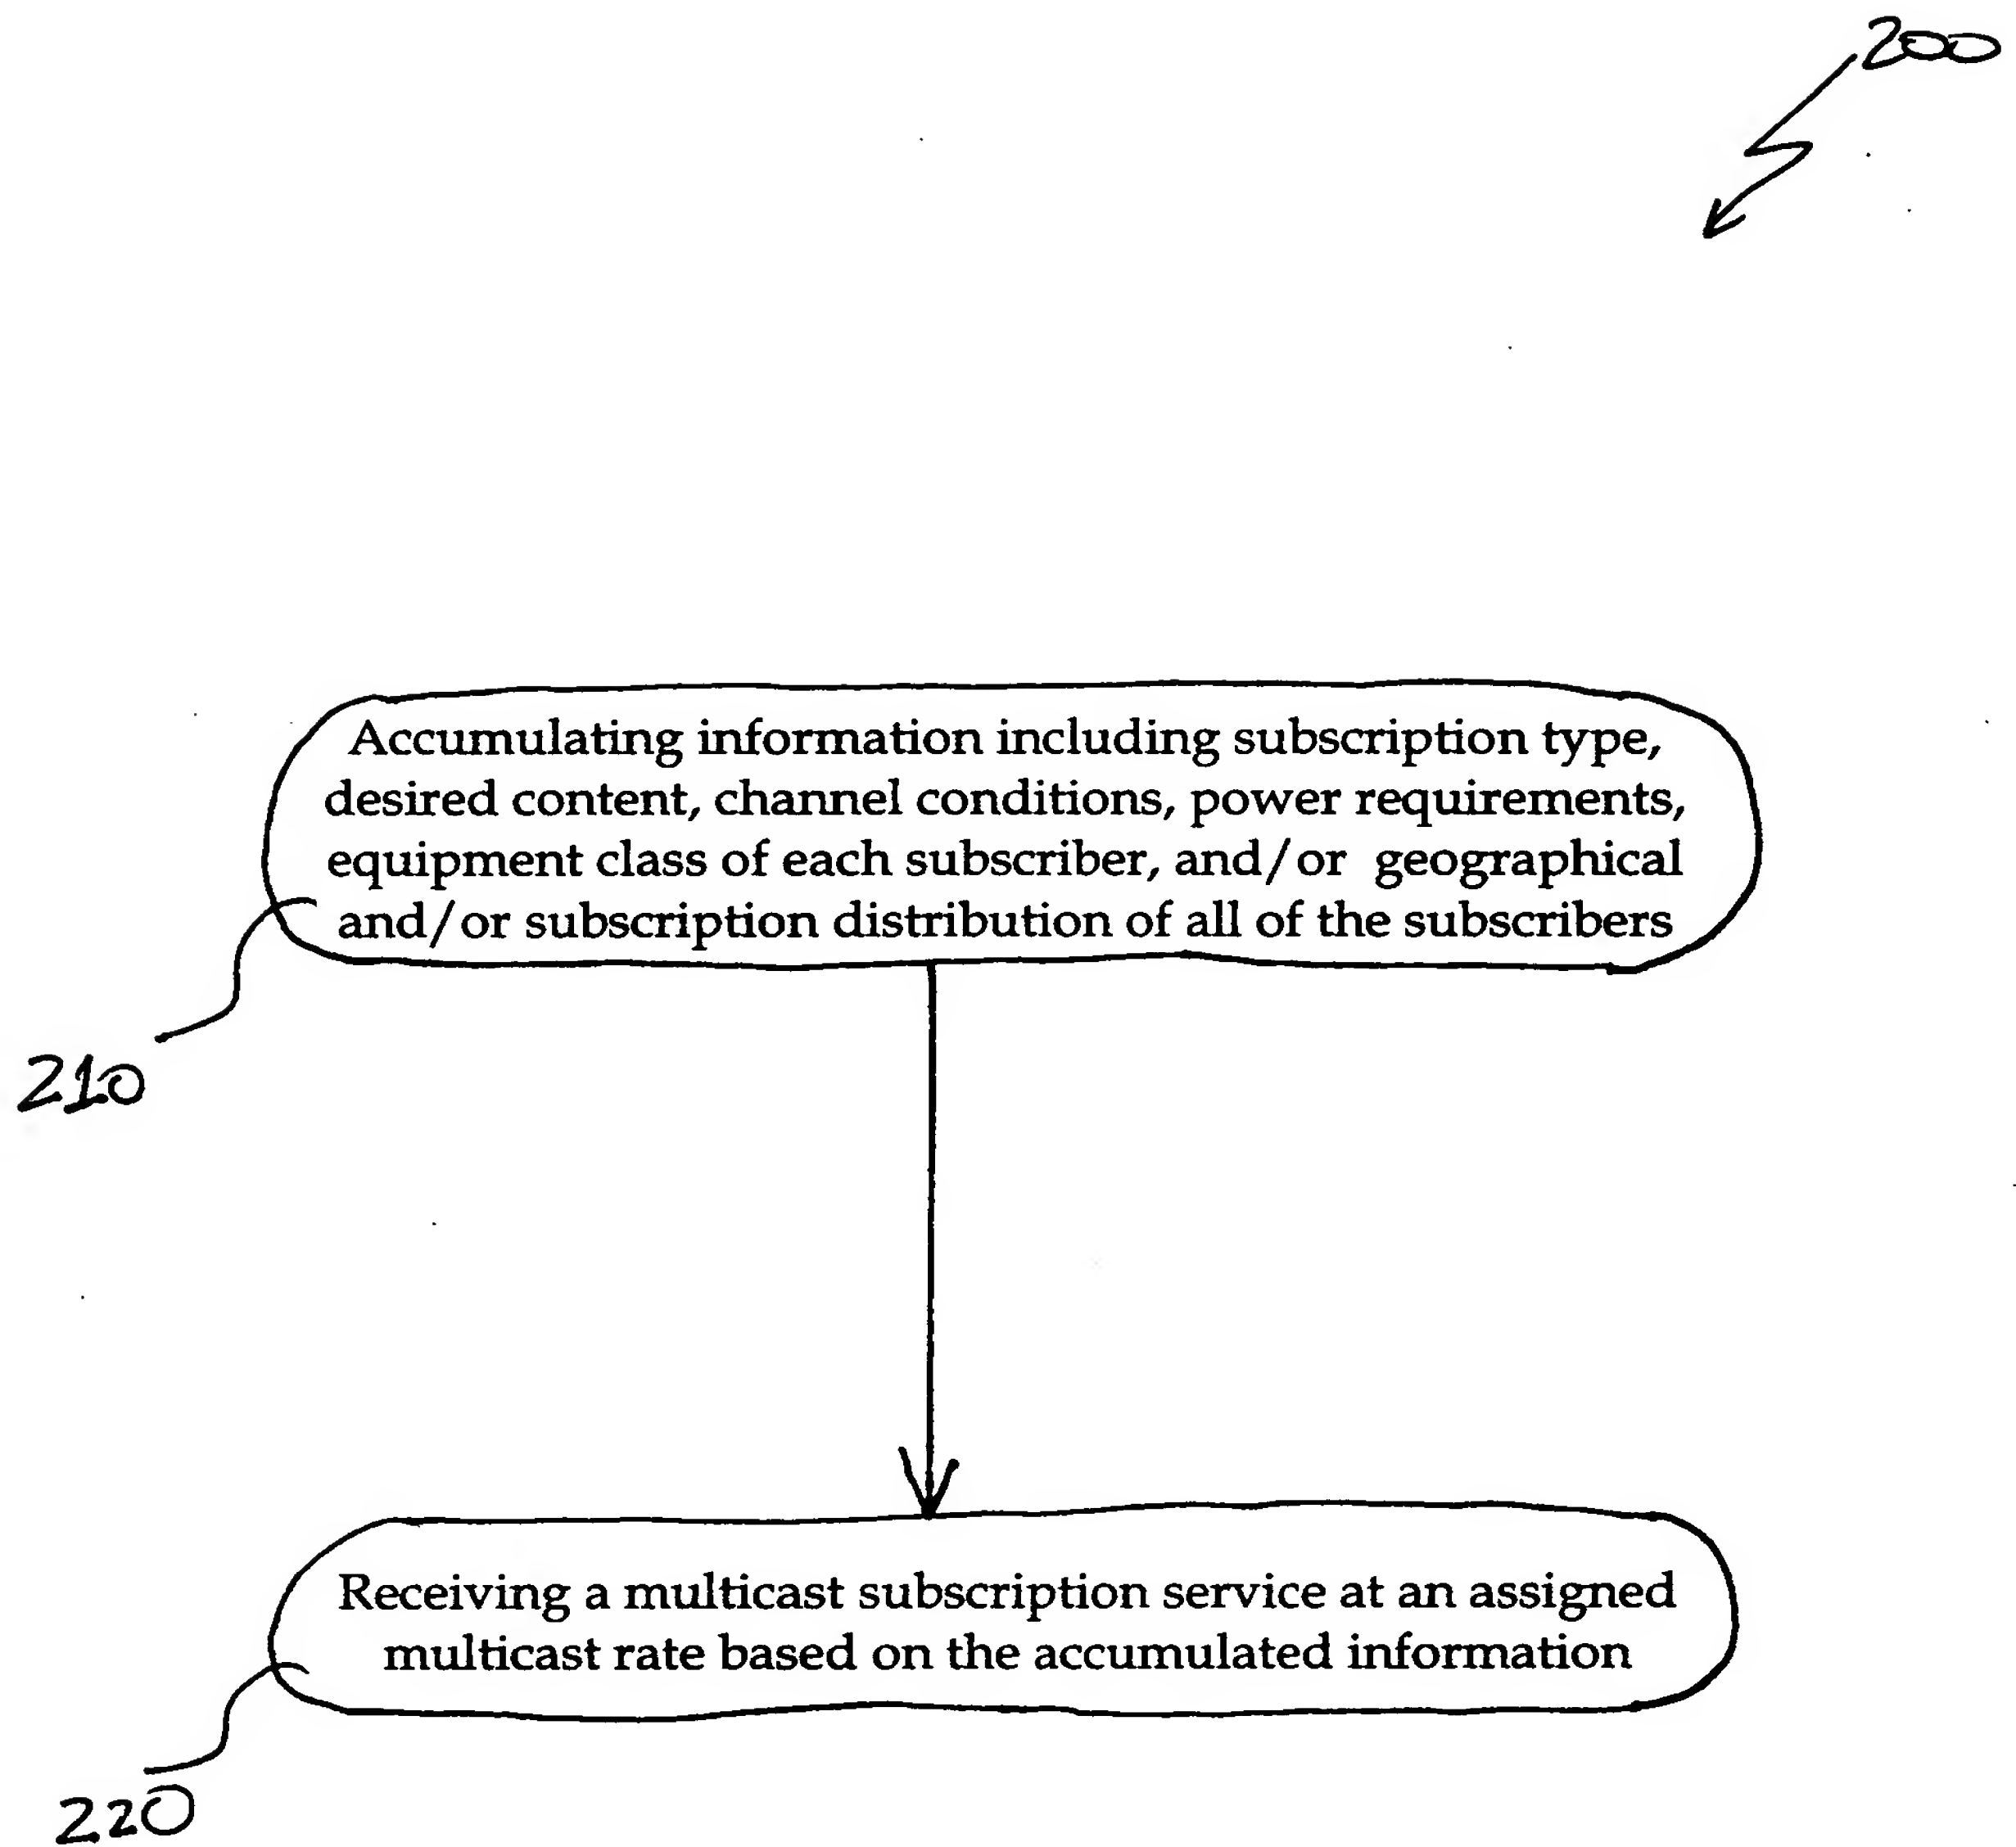 200
Accumulating information including subscription type,
desired content, channel conditions, power requirements,
equipment class of each subscriber, and/or geographical
and/or subscription distribution of all of the subscribers
210
Receiving a multicast subscription service at an assigned
multicast rate based on the accumulated information
220